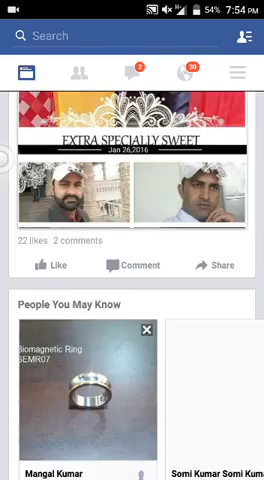 54% 7:54 PM
Search
2
30
EXTRA SPECIALLY SWEET
Jan 26,2016
22 likes 2 comments
Like Comment Share
People You May Know
Biomagnetic Ring
SEMR07
Mangal Kumar
Somi Kumar Somi Kuma